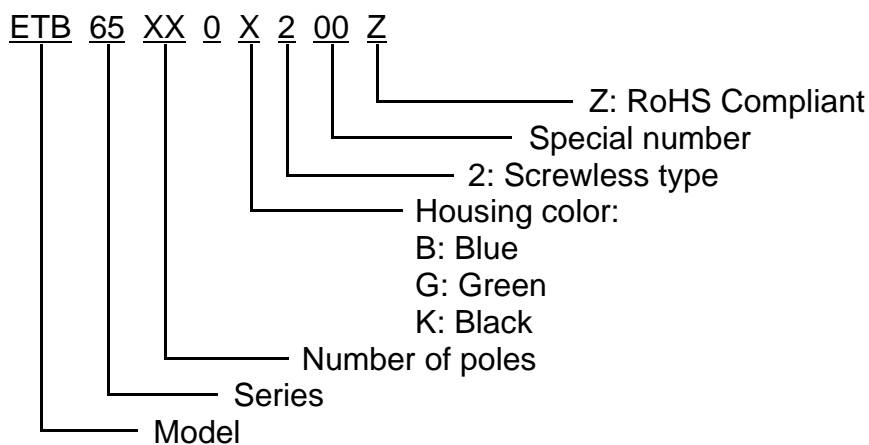 ETB 65 XX 0 X 2 00 Z
Z: RoHS Compliant
Special number
2: Screwless type
Housing color:
B: Blue
G: Green
K: Black
Number of poles
Series
Model